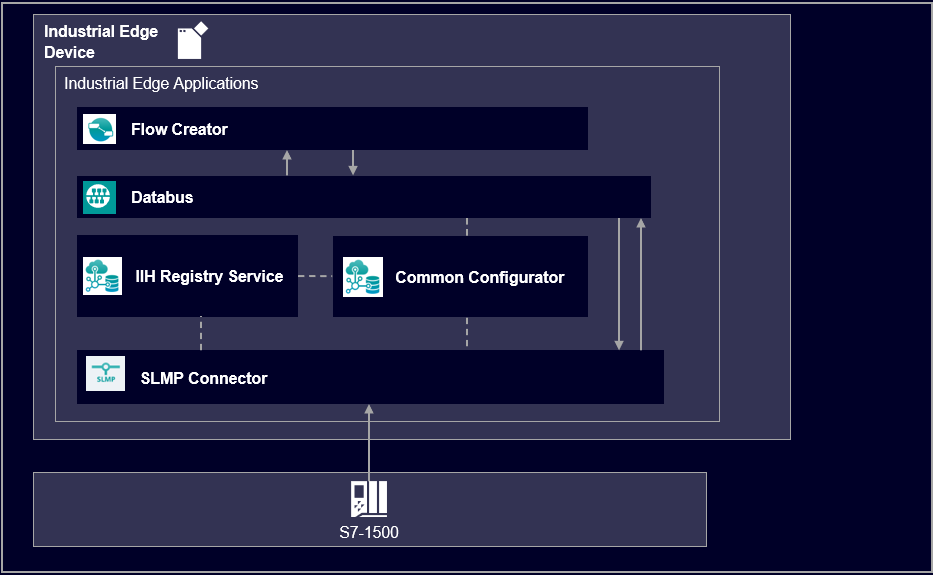 Industrial Edge
Device
Industrial Edge Applications
Flow Creator
Databus
IIH Registry Service
Common Configurator
SLMP
SLMP Connector
S7-1500